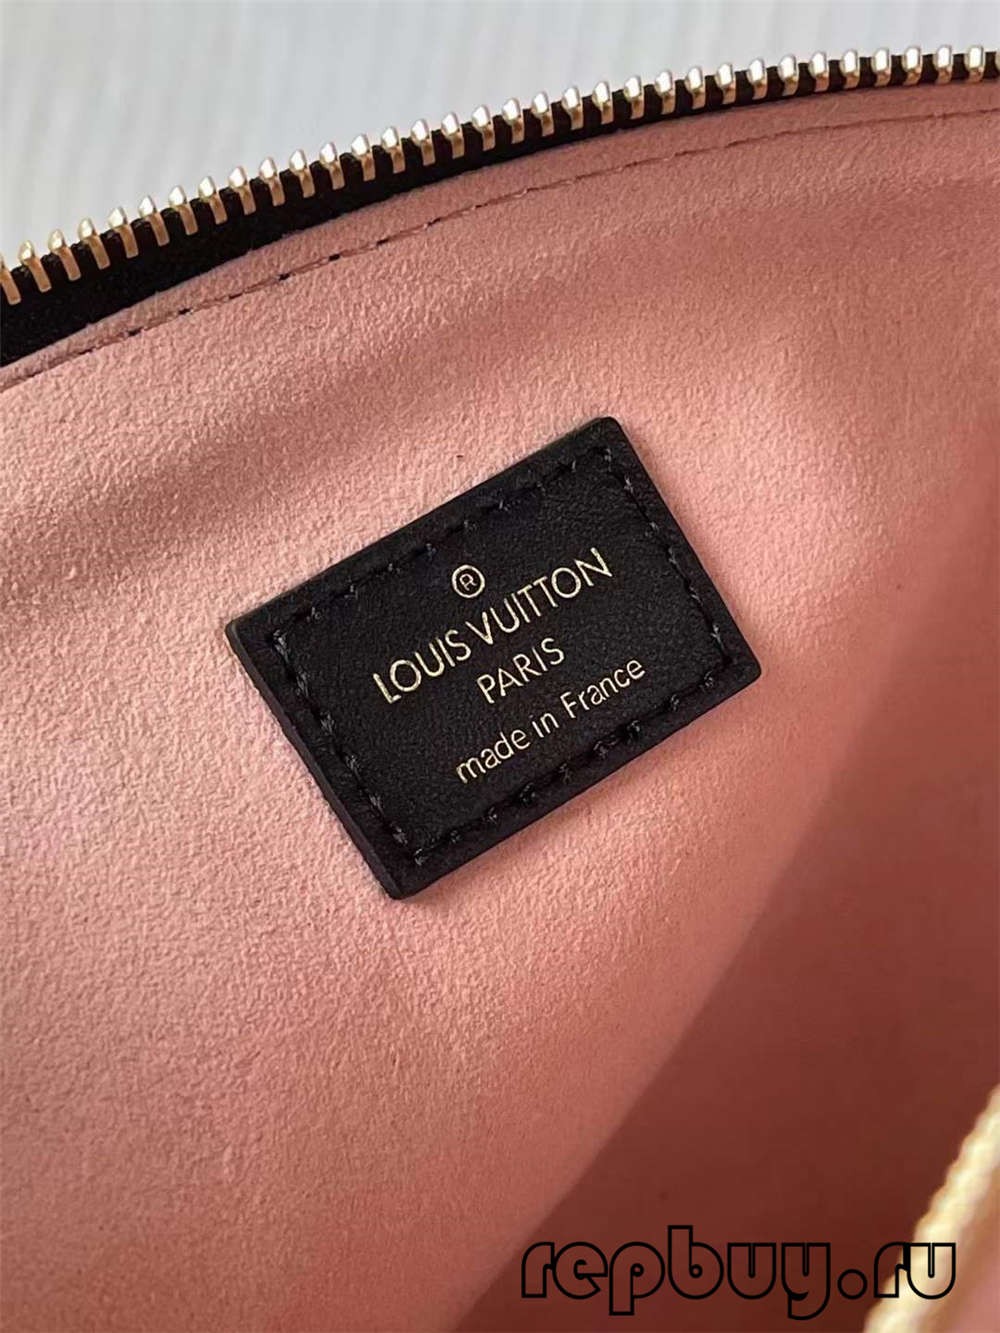 ®
LOUIS VUITTON
PARIS
made in France
repbuy.ru